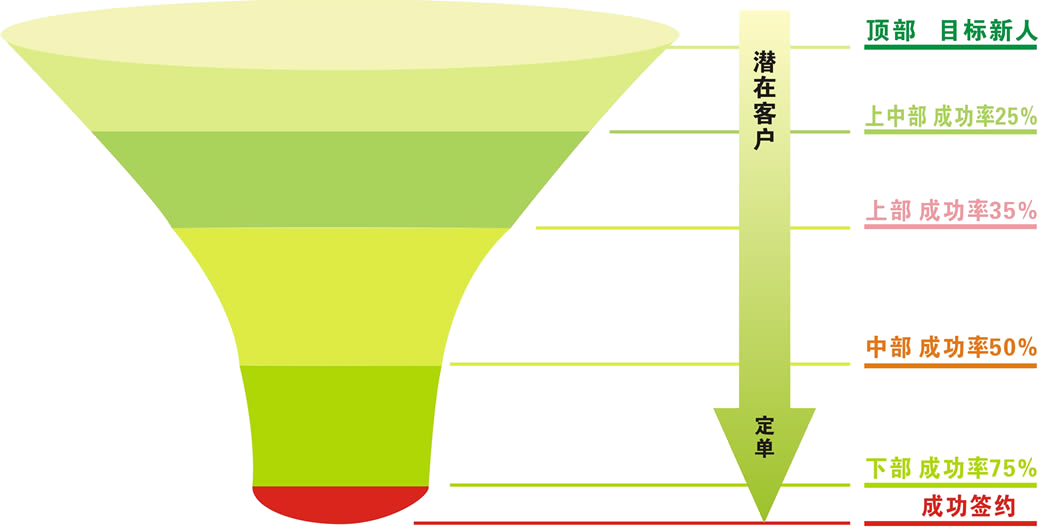 顶部 目标新人
潜在客户
上中部 成功率25%
上部 成功率35%
中部 成功率50%
定单
下部 成功率75%
成功签约